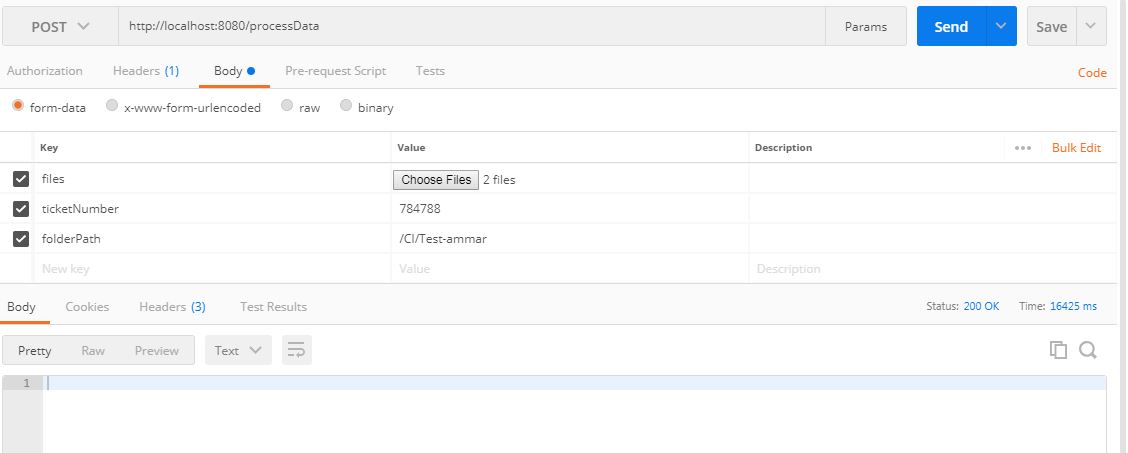 POST http://localhost:8080/processData Params Send Save
Authorization Headers (1) Body Pre-request Script Tests Code
form-data x-www-form-urlencoded raw binary
Key Value Description ••• Bulk Edit
files Choose Files 2 files
ticketNumber 784788
folderPath /CI/Test-ammar
New key Value Description
Body Cookies Headers (3) Test Results Status: 200 OK Time: 16425 ms
Pretty Raw Preview Text
1